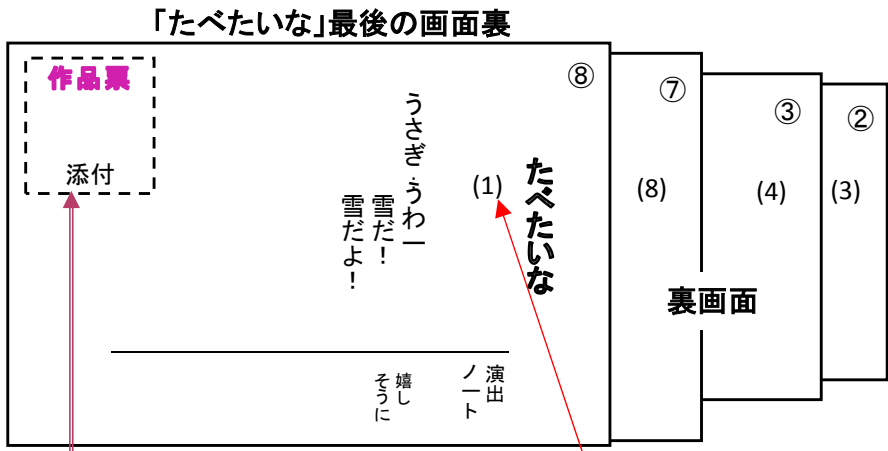 「たべたいな」最後の画面裏
作品票
添付
⑧
たべたいな
(1)
うさぎ.うわー
雪だ！
雪だよ！
演出
ノート
嬉し
そうに
⑦
(8)
③
(4)
②
(3)
裏画面